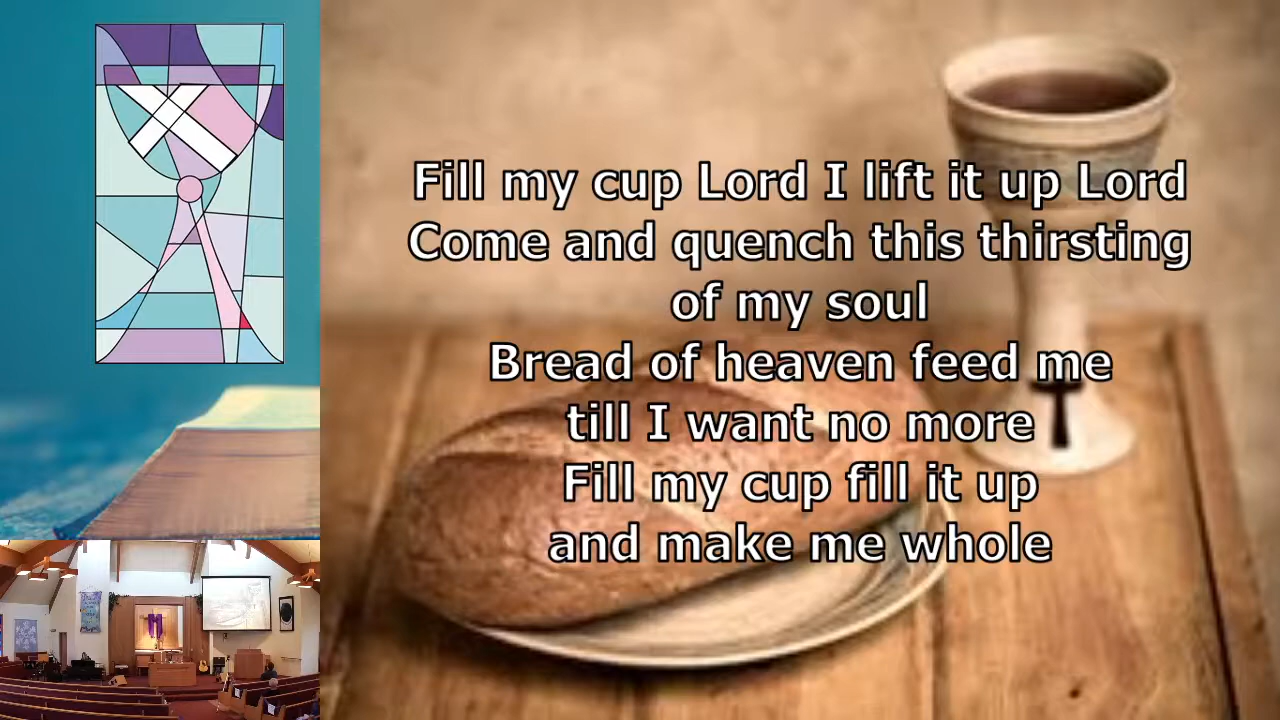 Fill my cup Lord I lift it up Lord
Come and quench this thirsting
of my soul
Bread of heaven feed me
till I want no more
Fill my cup fill it up
and make me whole